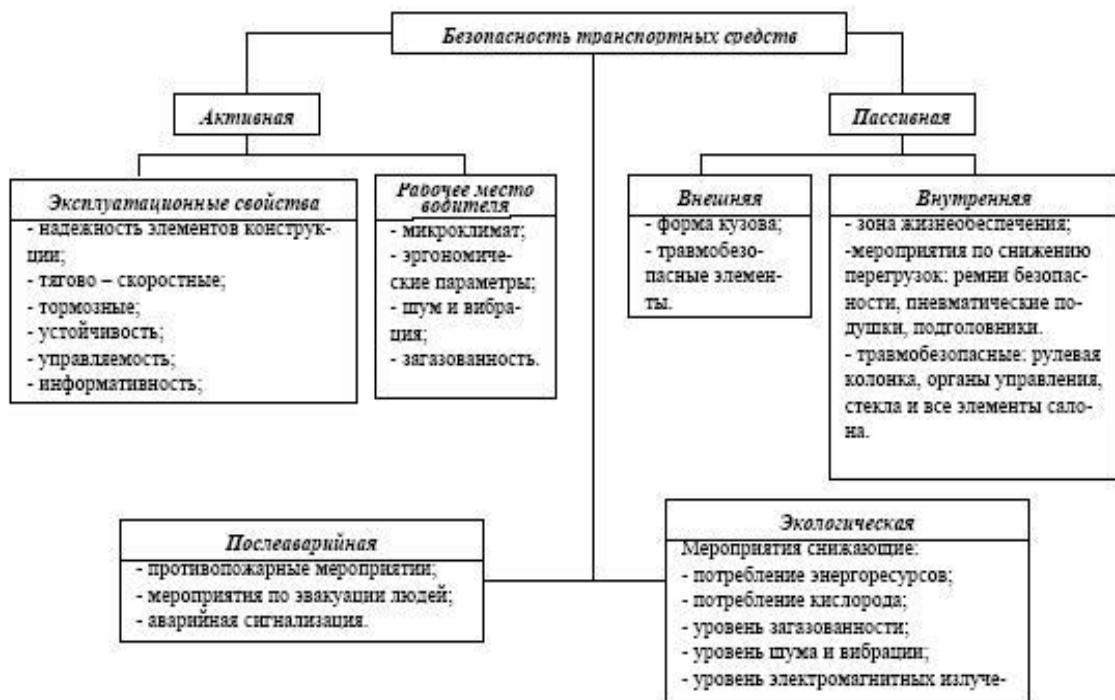 Безопасность транспортных средств
Активная
Пассивная
Эксплуатационные свойства
- надежность элементов конструк-
ции;
- тягово – скоростные;
- тормозные;
- устойчивость;
- управляемость;
- информативность;
Рабочее место
водителя
- микроклимат;
- эргономиче-
ские параметры;
- шум и вибра-
ция;
- загазованность.
Внешняя
- форма кузова;
- травмобезо-
пасные элемен-
ты.
Внутренняя
- зона жизнеобеспечения;
-мероприятия по снижению
перегрузок: ремни безопас-
ности, пневматические по-
душки, подголовники.
- травмобезопасные: рулевая
колонка, органы управления,
стекла и все элементы сало-
на.
Послеаварийная
- противопожарные мероприятии;
- мероприятия по эвакуации людей;
- аварийная сигнализация.
Экологическая
Мероприятия снижающие:
- потребление энергоресурсов;
- потребление кислорода;
- уровень загазованности;
- уровень шума и вибрации;
- уровень электромагнитных излуче-